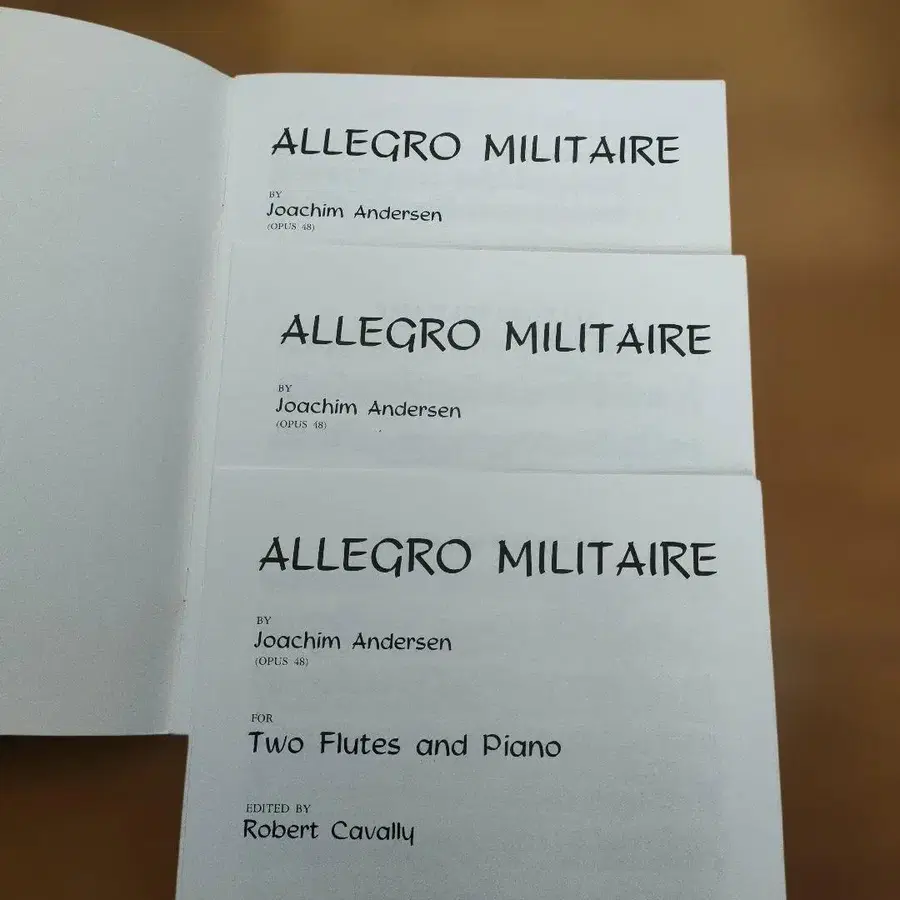 ALLEGRO MILITAIRE
BY
Joachim Andersen
(OPUS 48)
ALLEGRO MILITAIRE
BY
Joachim Andersen
(OPUS 48)
ALLEGRO MILITAIRE
BY
Joachim Andersen
(OPUS 48)
FOR
Two Flutes and Piano
EDITED BY
Robert Cavally